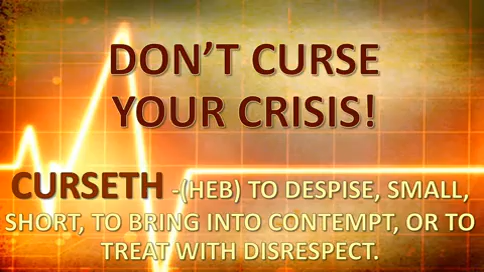 DON'T CURSE
YOUR CRISIS!
CURSETH -(HEB) TO DESPISE, SMALL,
SHORT, TO BRING INTO CONTEMPT, OR TO
TREAT WITH DISRESPECT.